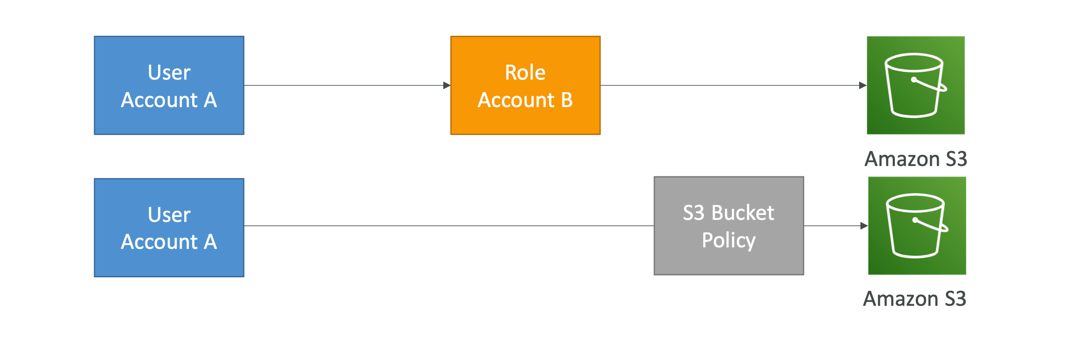 User
Account A
Role
Account B
Amazon S3
User
Account A
S3 Bucket
Policy
Amazon S3